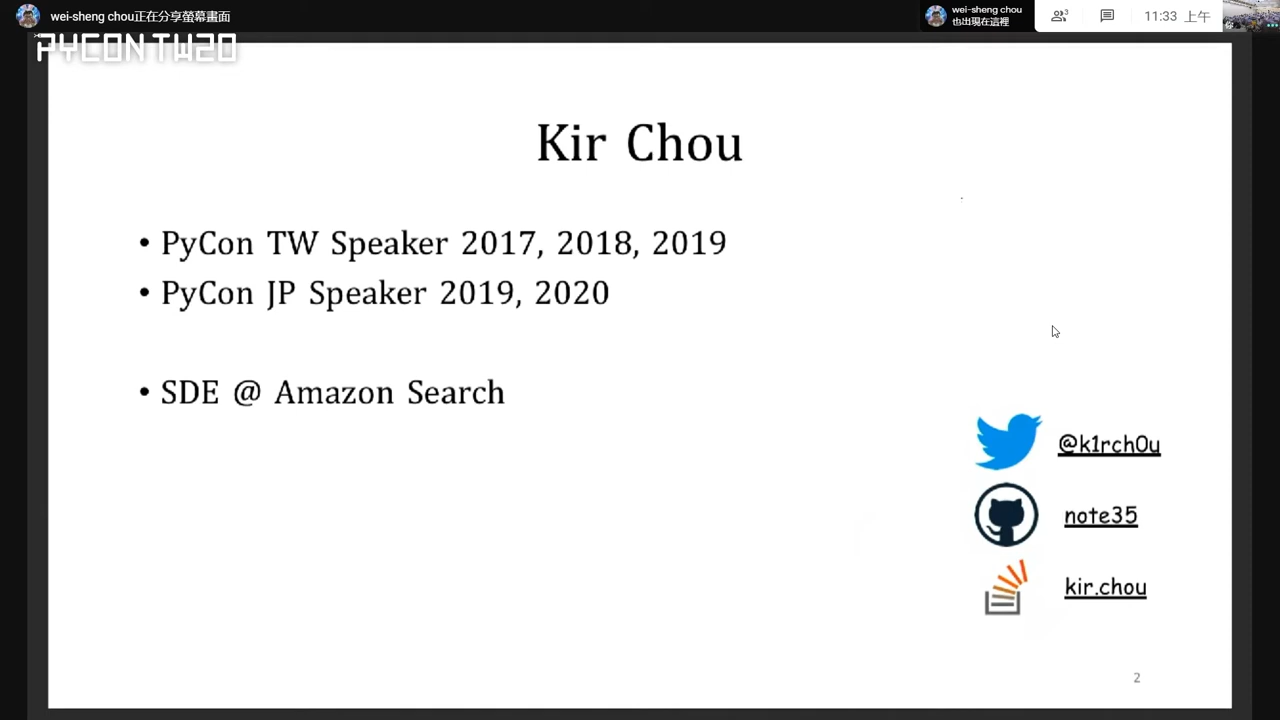 wei-sheng chou正在分享螢幕畫面
wei-sheng chou
也出現在這裡
3
11:33 上午
你
PYCON TW20
Kir Chou
• PyCon TW Speaker 2017, 2018, 2019
• PyCon JP Speaker 2019, 2020
• SDE @ Amazon Search
@k1rch0u
note35
kir.chou
2